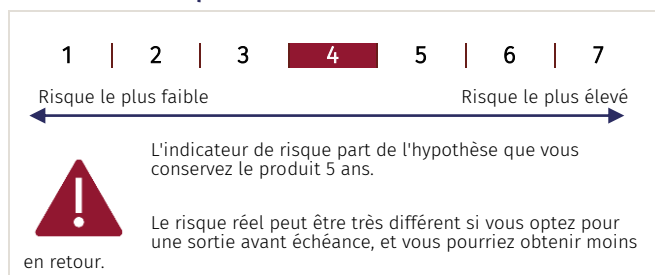 1 | 2 | 3 4 5 | 6 | 7
Risque le plus faible Risque le plus élevé
L'indicateur de risque part de l'hypothèse que vous
conservez le produit 5 ans.
Le risque réel peut être très différent si vous optez pour
une sortie avant échéance, et vous pourriez obtenir moins
en retour.